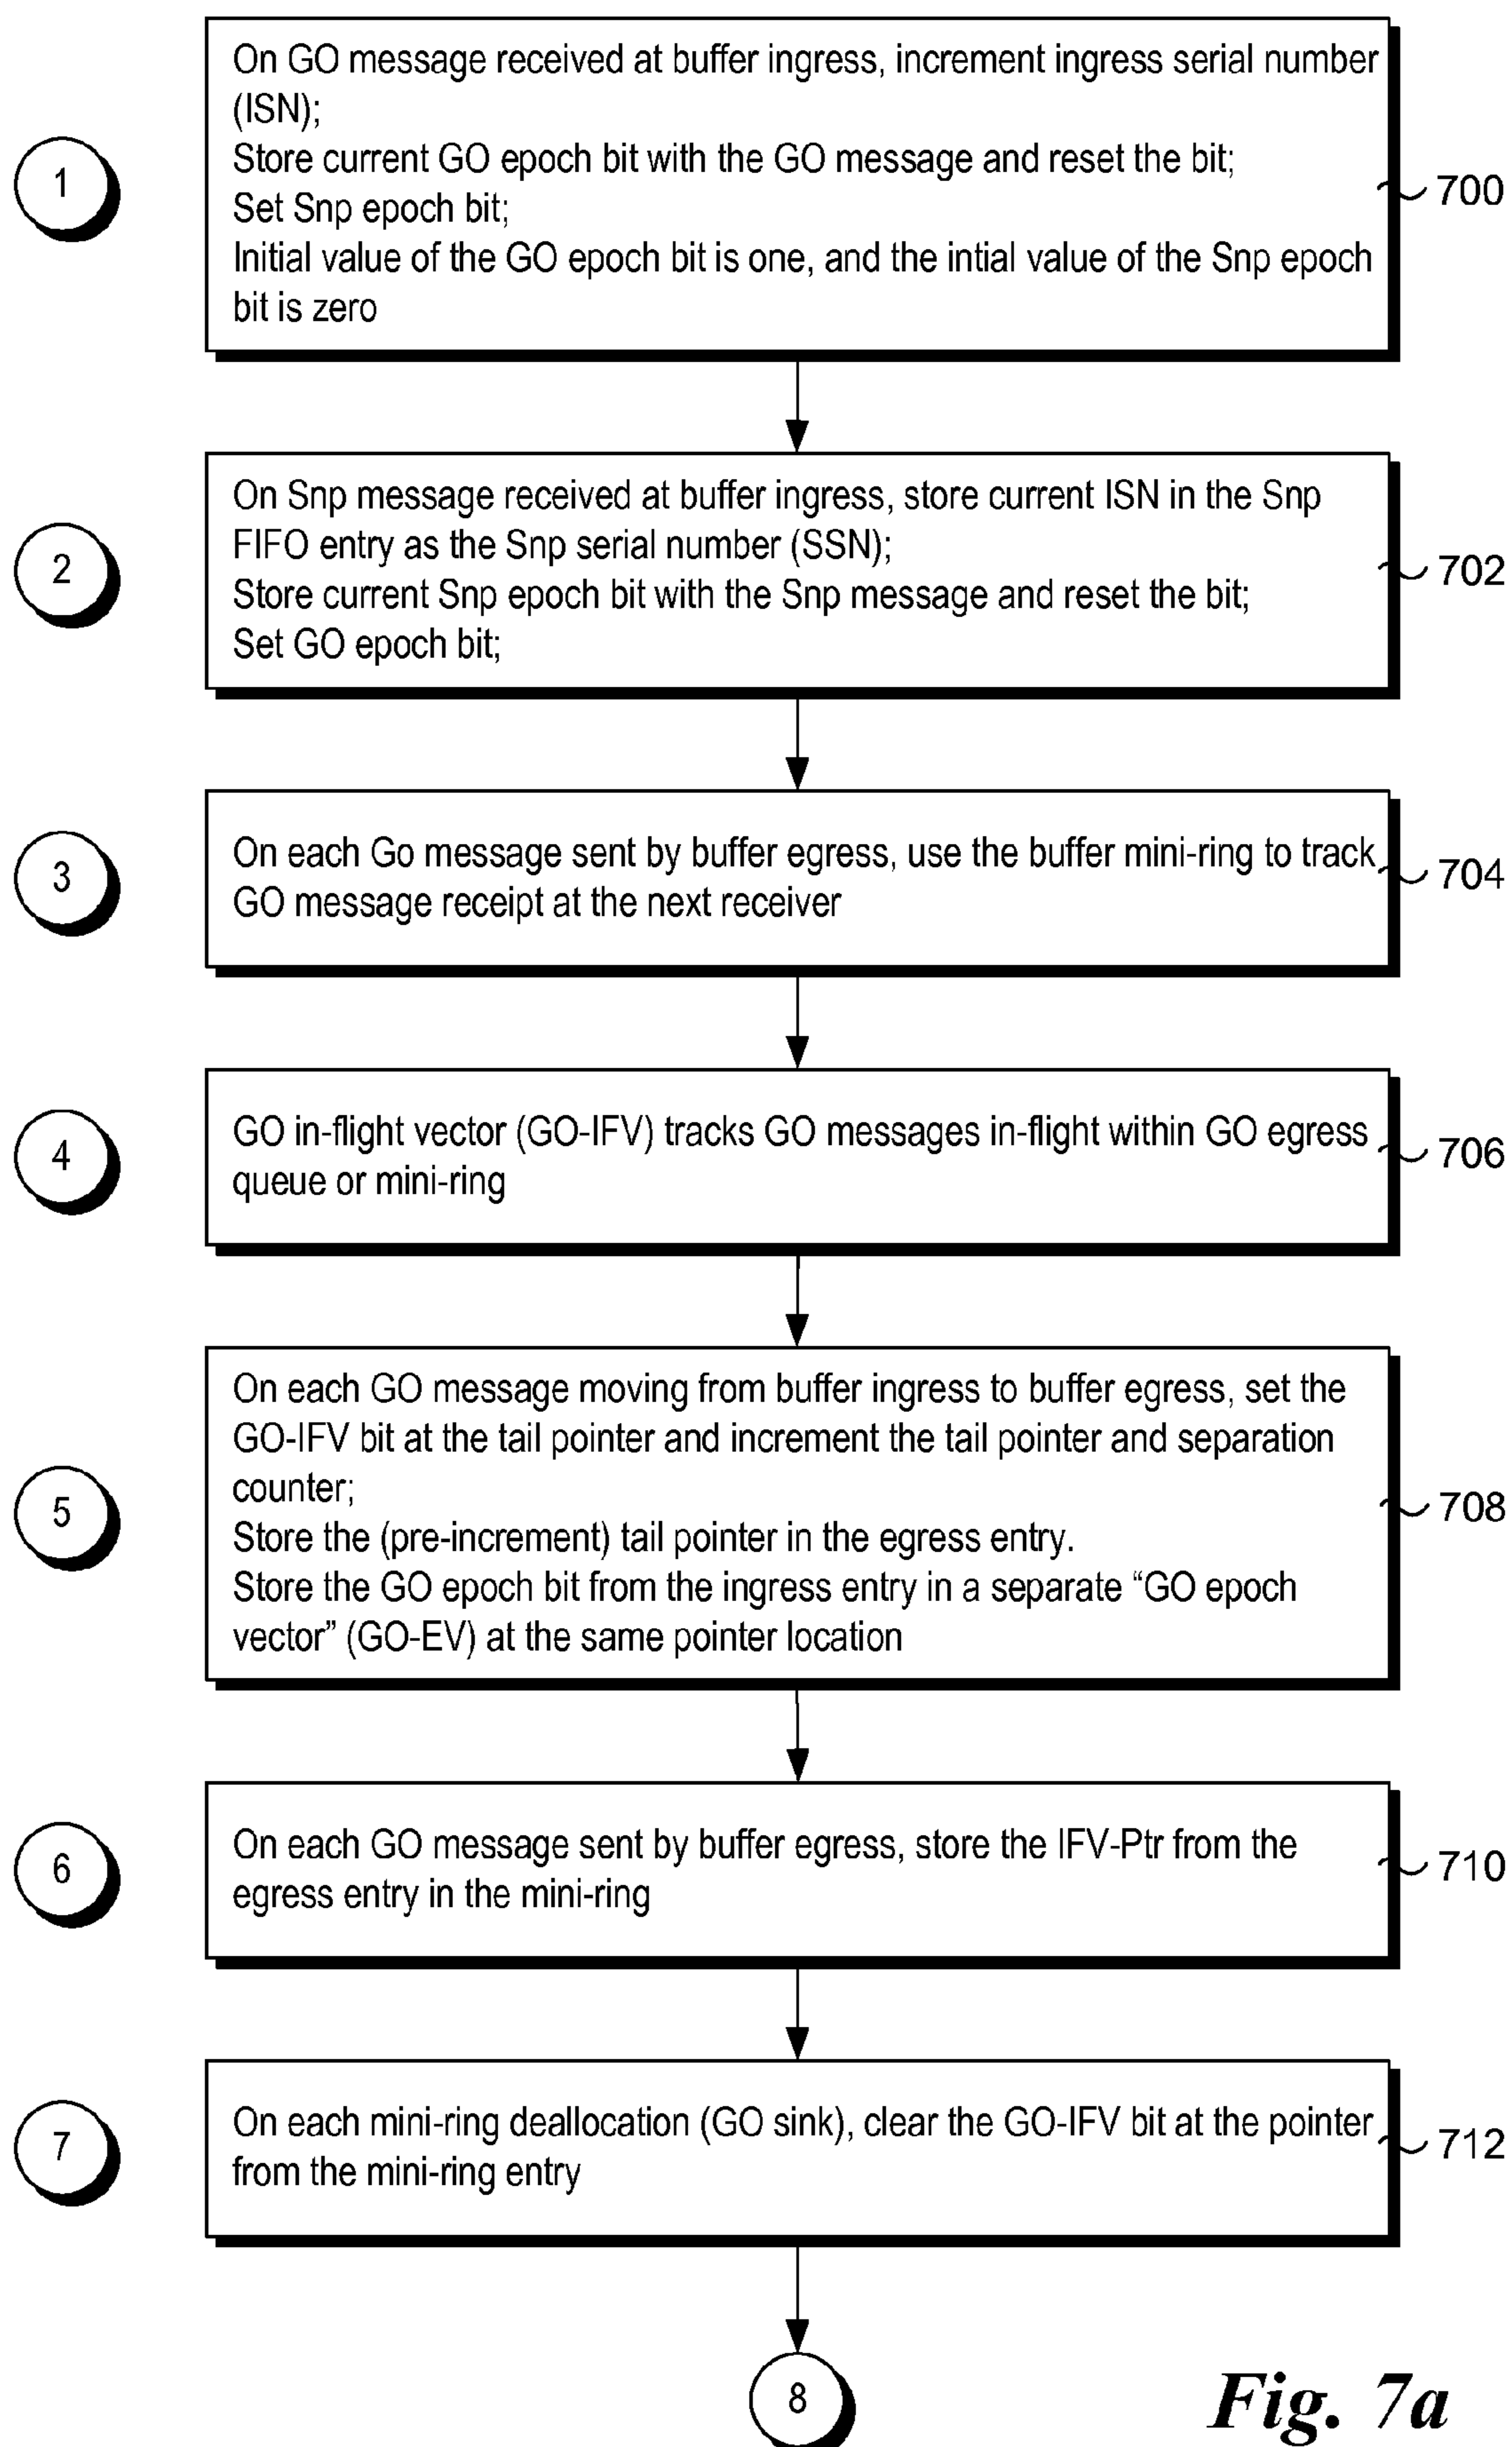 1
On GO message received at buffer ingress, increment ingress serial number
(ISN);
Store current GO epoch bit with the GO message and reset the bit;
Set Snp epoch bit;
Initial value of the GO epoch bit is one, and the intial value of the Snp epoch
bit is zero
700
2
On Snp message received at buffer ingress, store current ISN in the Snp
FIFO entry as the Snp serial number (SSN);
Store current Snp epoch bit with the Snp message and reset the bit;
Set GO epoch bit;
702
3
On each Go message sent by buffer egress, use the buffer mini-ring to track
GO message receipt at the next receiver
704
4
GO in-flight vector (GO-IFV) tracks GO messages in-flight within GO egress
queue or mini-ring
706
5
On each GO message moving from buffer ingress to buffer egress, set the
GO-IFV bit at the tail pointer and increment the tail pointer and separation
counter;
Store the (pre-increment) tail pointer in the egress entry.
Store the GO epoch bit from the ingress entry in a separate “GO epoch
vector” (GO-EV) at the same pointer location
708
6
On each GO message sent by buffer egress, store the IFV-Ptr from the
egress entry in the mini-ring
710
7
On each mini-ring deallocation (GO sink), clear the GO-IFV bit at the pointer
from the mini-ring entry
712
8
Fig. 7a